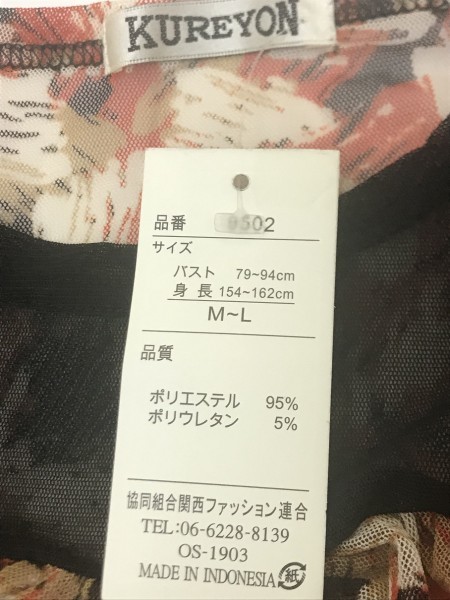 KUREYON
品番 9502
サイズ
バスト 79~94cm
身長 154~162cm
M~L
品質
ポリエステル 95%
ポリウレタン 5%
協同組合関西ファッション連合
TEL:06-6228-8139
OS-1903
MADE IN INDONESIA 紙